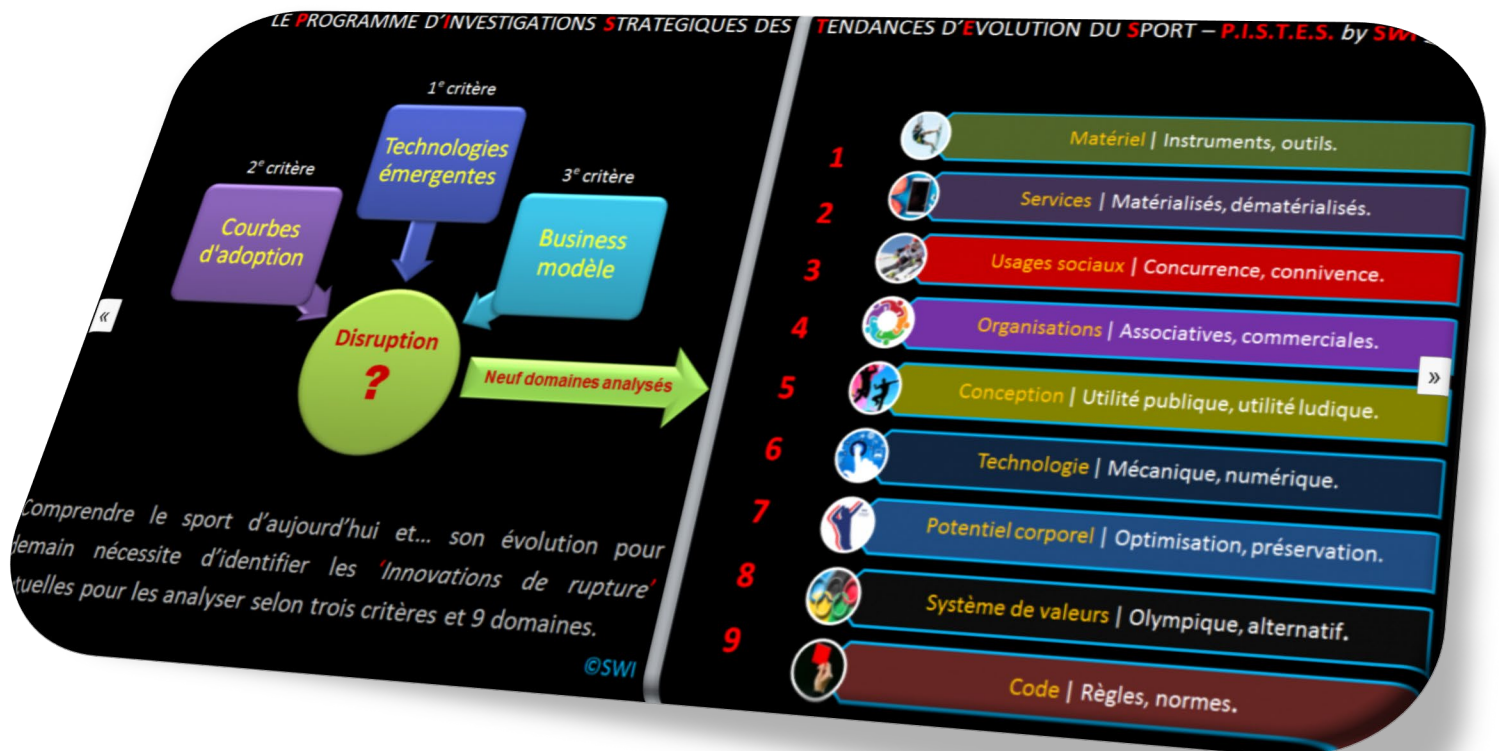 LE PROGRAMME D'INVESTIGATIONS STRATEGIQUES DES TENDANCES D'EVOLUTION DU SPORT – P.I.S.T.E.S. by SWI
1e critère
Technologies
émergentes
2e critère
Courbes
d'adoption
3e critère
Business
modèle
Disruption
?
Neuf domaines analysés
«
Comprendre le sport d'aujourd'hui et... son évolution pour
demain nécessite d'identifier les 'Innovations de rupture'
tuelles pour les analyser selon trois critères et 9 domaines.
©SWI
1 Matériel | Instruments, outils.
2 Services | Matérialisés, dématérialisés.
3 Usages sociaux | Concurrence, connivence.
4 Organisations | Associatives, commerciales.
»
5 Conception | Utilité publique, utilité ludique.
6 Technologie | Mécanique, numérique.
7 Potentiel corporel | Optimisation, préservation.
8 Système de valeurs | Olympique, alternatif.
9 Code | Règles, normes.